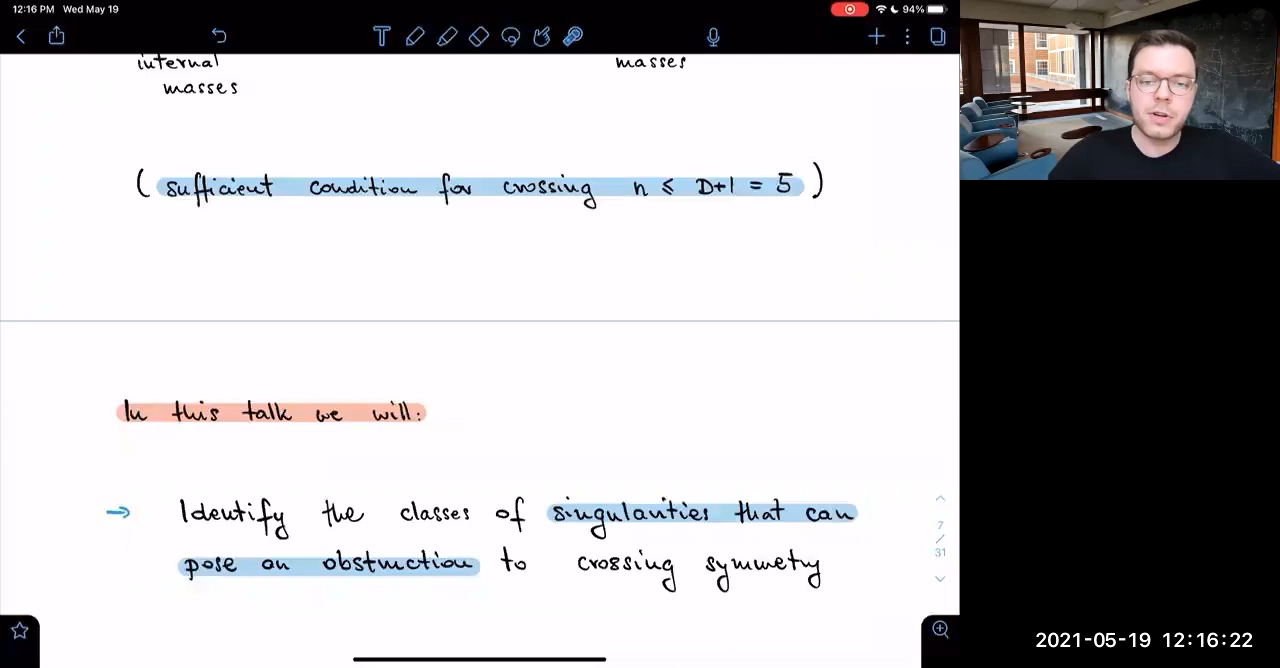 12:16 PM Wed May 19
94%
internal
masses
masses
( sufficient condition for crossing n ≤ D+1 = 5 )
In this talk we will:
→ Identify the classes of singularities that can
pose an obstruction to crossing symmetry
7
/
31
2021-05-19 12:16:22